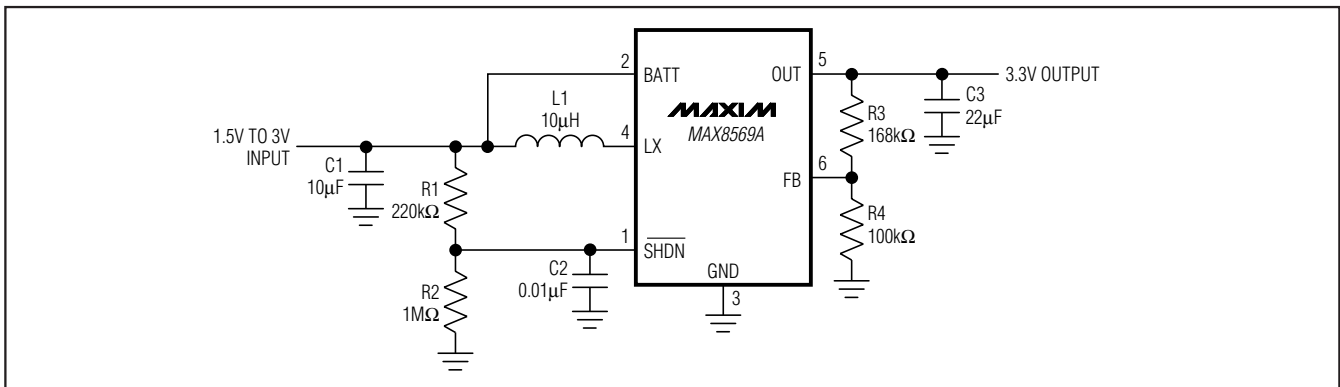 2
BATT
OUT
5
3.3V OUTPUT
MAXIM
MAX8569A
C3
22µF
R3
168kΩ
L1
10µH
4
LX
1.5V TO 3V
INPUT
C1
10µF
R1
220kΩ
6
FB
R4
100kΩ
1
SHDN
C2
0.01µF
GND
3
R2
1MΩ